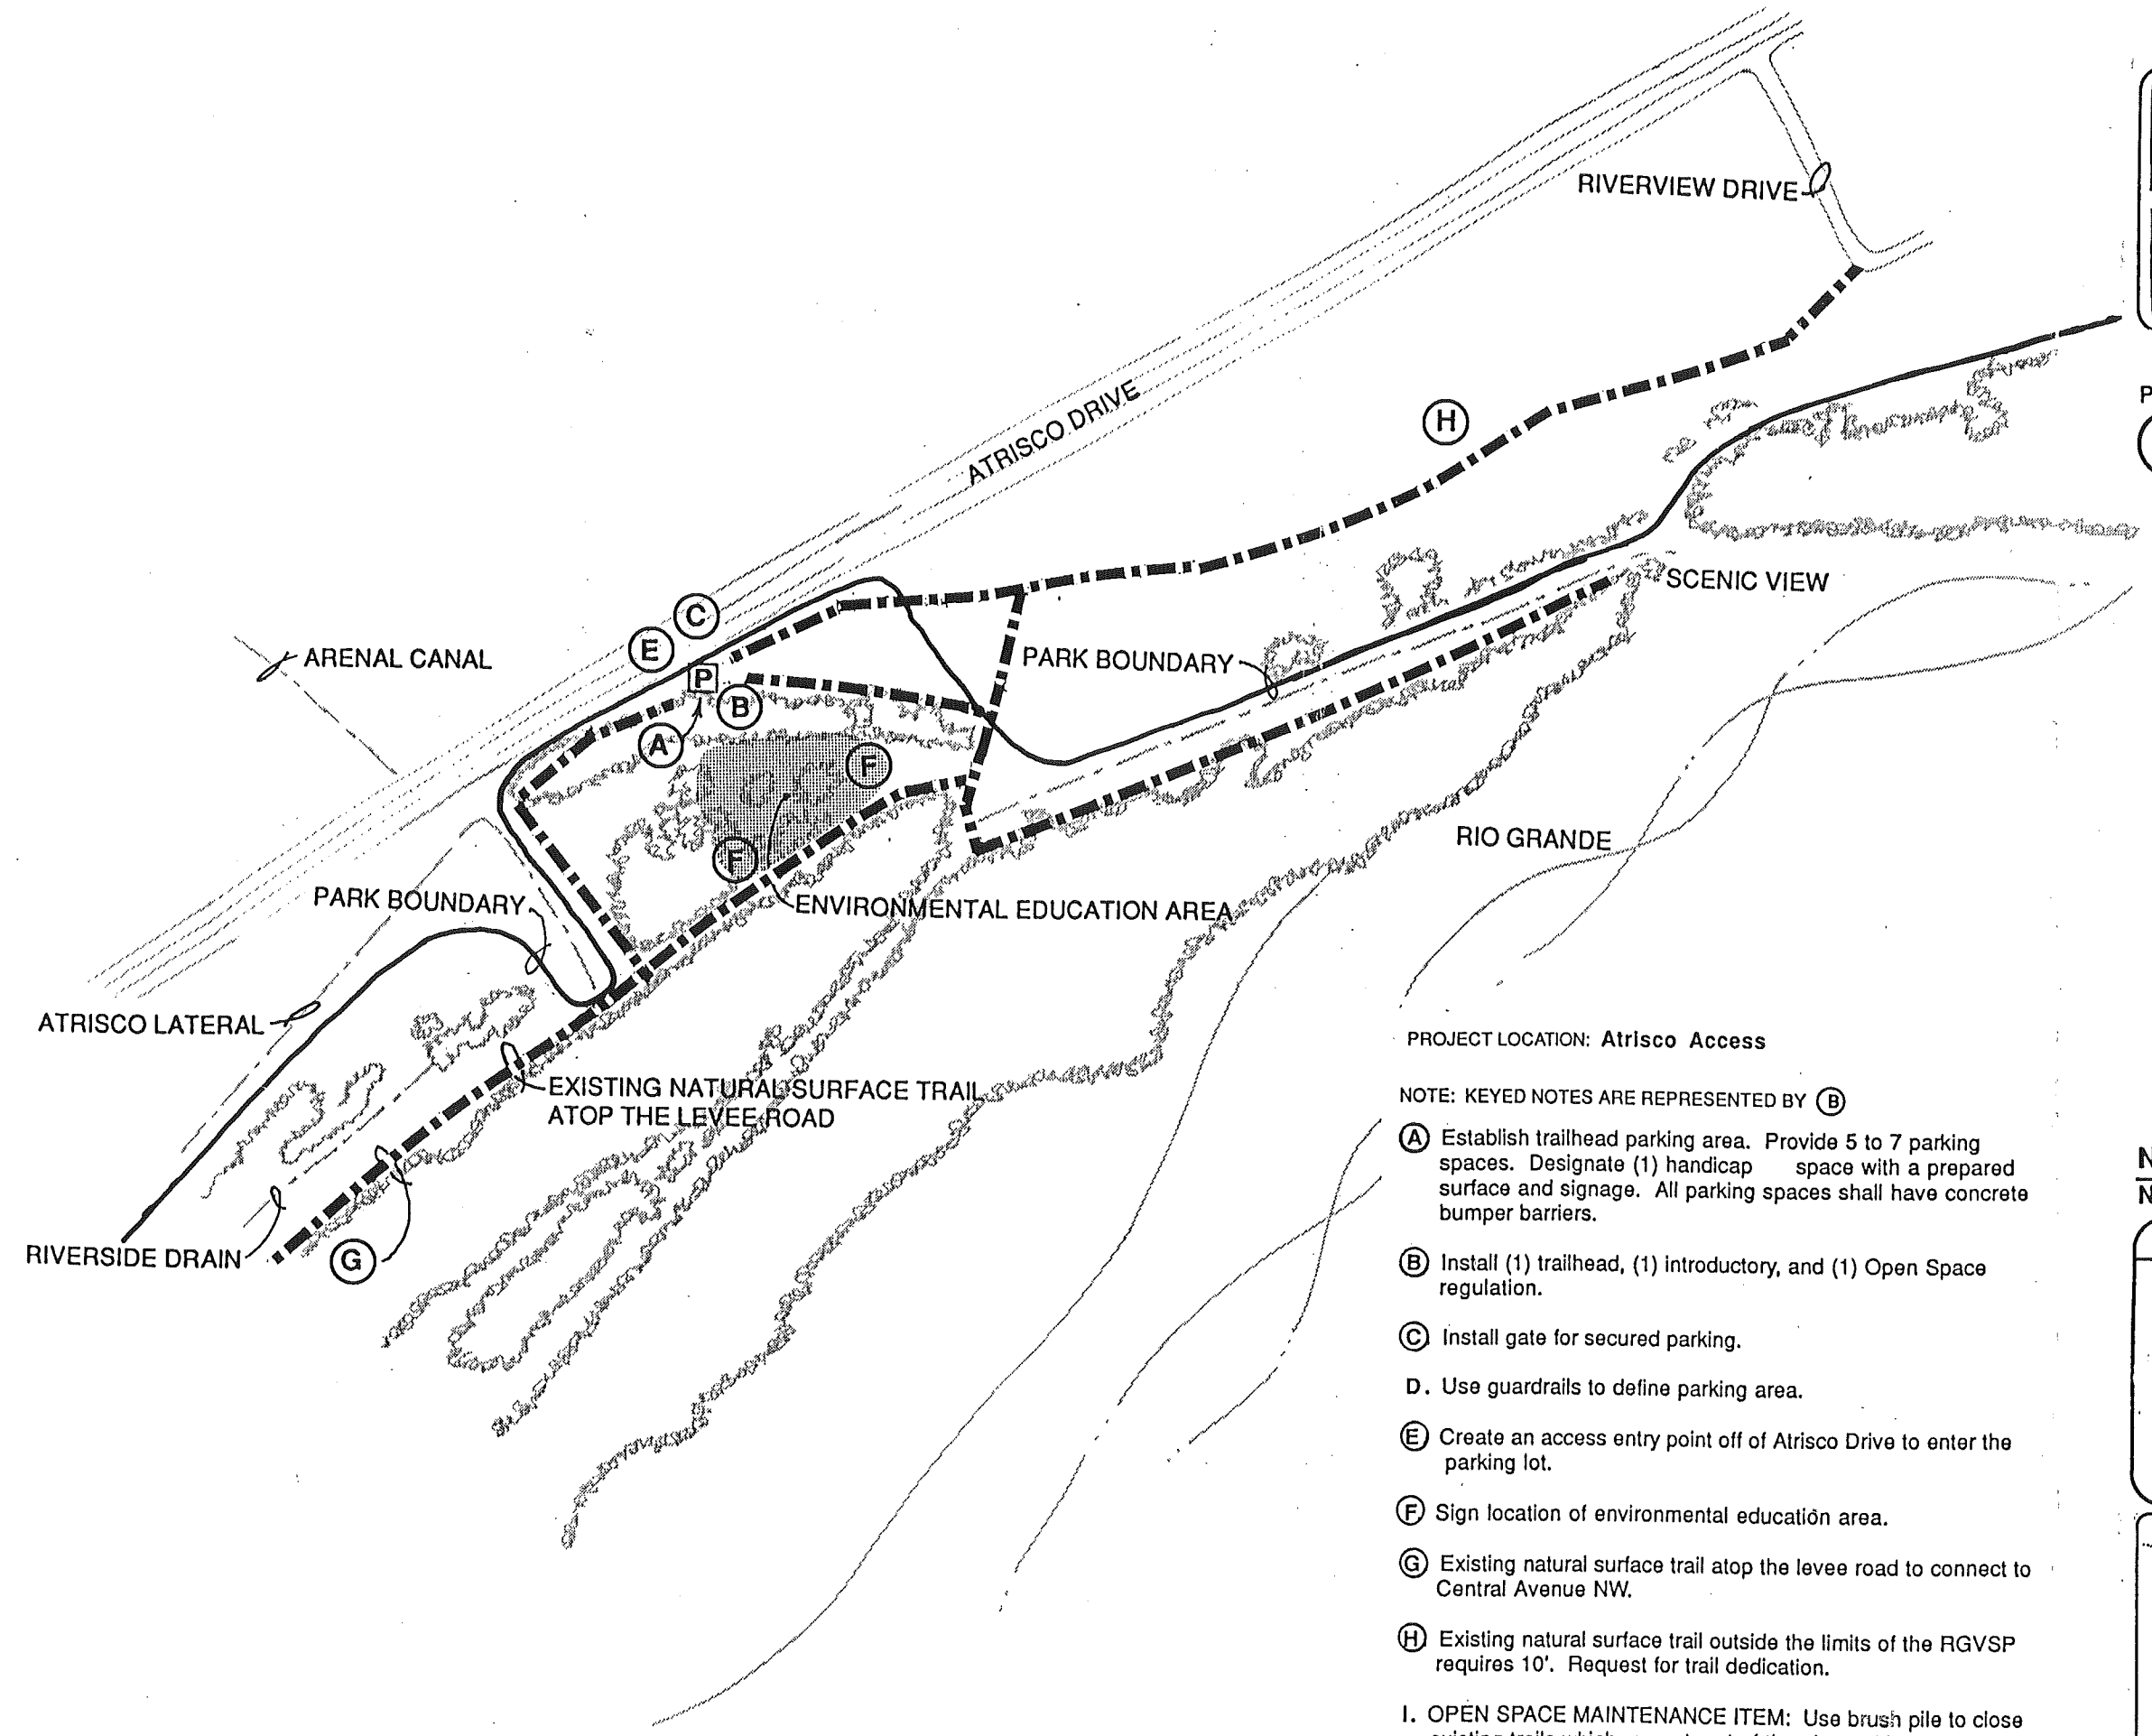 RIVERVIEW DRIVE
ATRISCO DRIVE
H
SCENIC VIEW
C
E
ARENAL CANAL
P
PARK BOUNDARY
B
A
F
F
RIO GRANDE
PARK BOUNDARY
ENVIRONMENTAL EDUCATION AREA
ATRISCO LATERAL
EXISTING NATURAL SURFACE TRAIL
ATOP THE LEVEE ROAD
RIVERSIDE DRAIN
G
PROJECT LOCATION: Atrisco Access
NOTE: KEYED NOTES ARE REPRESENTED BY B
A Establish trailhead parking area. Provide 5 to 7 parking
spaces. Designate (1) handicap space with a prepared
surface and signage. All parking spaces shall have concrete
bumper barriers.
B Install (1) trailhead, (1) introductory, and (1) Open Space
regulation.
C Install gate for secured parking.
D. Use guardrails to define parking area.
E Create an access entry point off of Atrisco Drive to enter the
parking lot.
F Sign location of environmental education area.
G Existing natural surface trail atop the levee road to connect to
Central Avenue NW.
H Existing natural surface trail outside the limits of the RGVSP
requires 10'. Request for trail dedication.
I. OPEN SPACE MAINTENANCE ITEM: Use brush pile to close
existing trails which
P
N
N